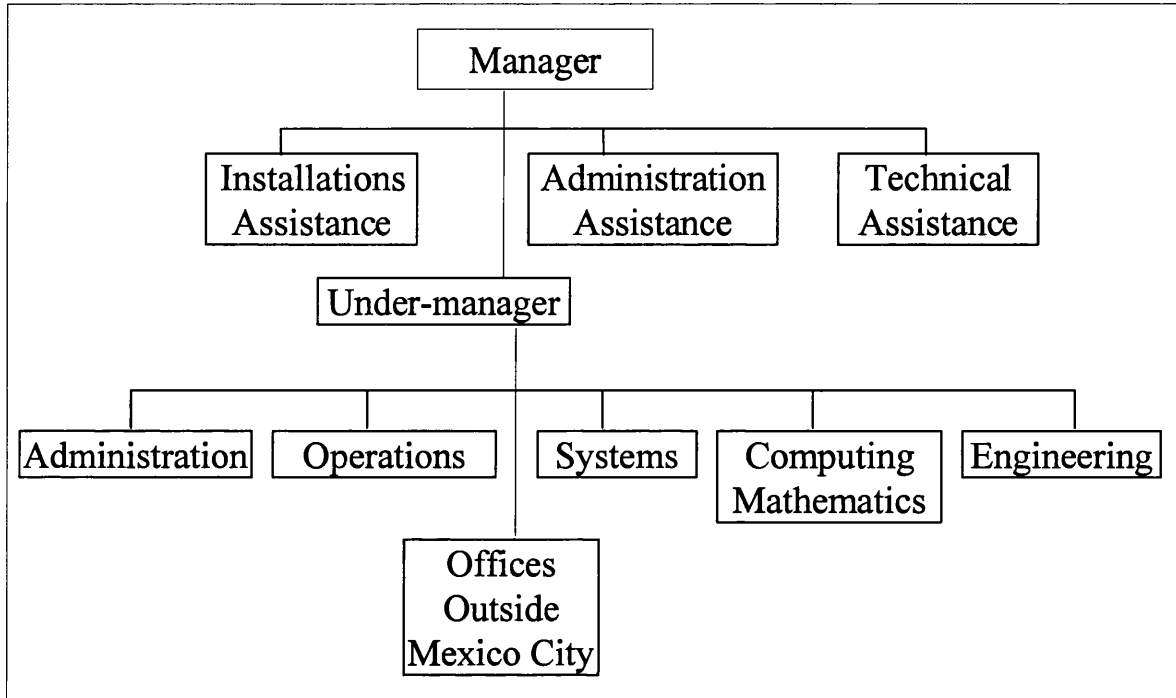 Manager
Installations
Assistance
Administration
Assistance
Technical
Assistance
Under-manager
Administration
Operations
Systems
Computing
Mathematics
Engineering
Offices
Outside
Mexico City